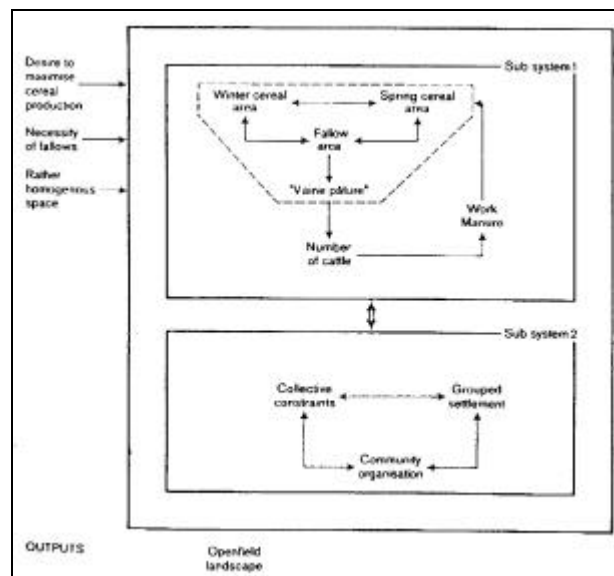 Desire to
maximise
cereal
production
Necessity
of fallows
Rather
homogenous
space
Sub system 1
Winter cereal
area
Spring cereal
area
Fallow
area
"Vaine pâture"
Number
of cattle
Work
Manure
Sub system 2
Collective
constraints
Grouped
settlement
Community
organisation
OUTPUTS
Openfield
landscape